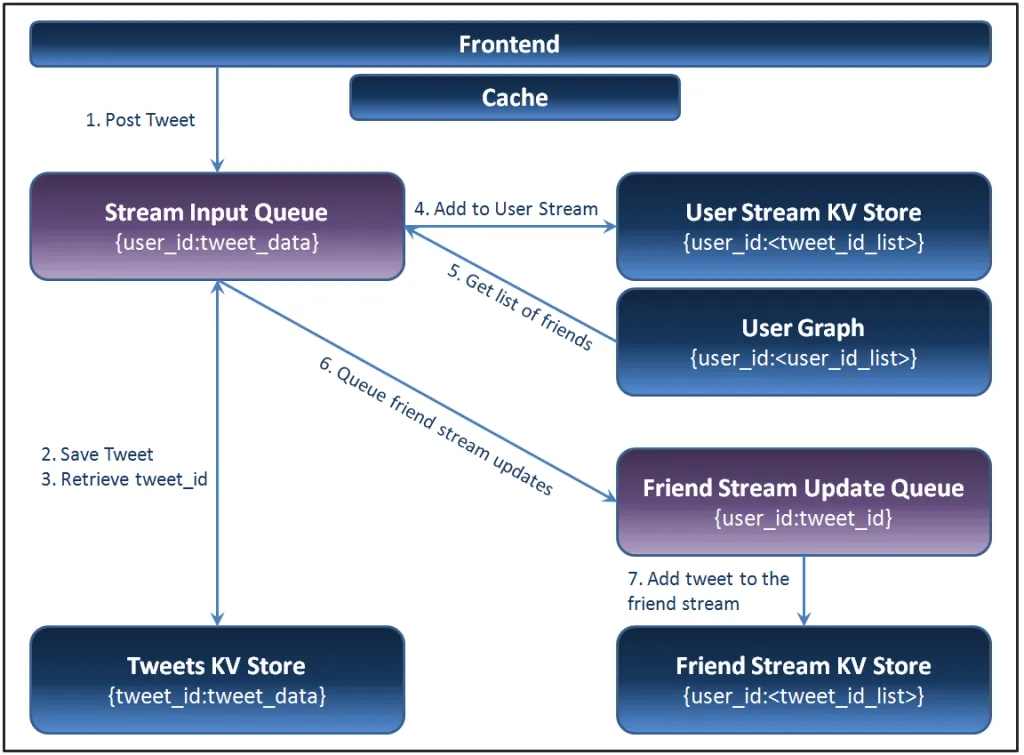 Frontend
Cache
1. Post Tweet
Stream Input Queue
{user_id:tweet_data}
4. Add to User Stream
User Stream KV Store
{user_id:<tweet_id_list>}
5. Get list of friends
User Graph
{user_id:<user_id_list>}
6. Queue friend stream updates
2. Save Tweet
3. Retrieve tweet_id
Friend Stream Update Queue
{user_id:tweet_id}
7. Add tweet to the
friend stream
Tweets KV Store
{tweet_id:tweet_data}
Friend Stream KV Store
{user_id:<tweet_id_list>}